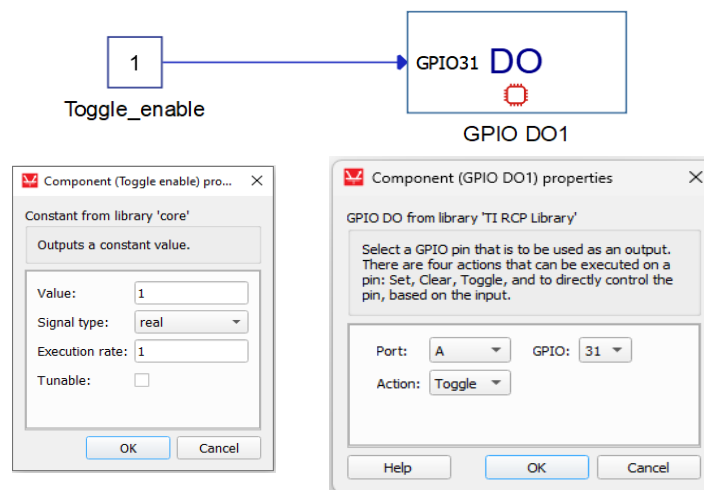 1
GPIO31 DO
Toggle_enable
GPIO DO1
Component (Toggle enable) pro...
Constant from library 'core'
Outputs a constant value.
Value: 1
Signal type: real
Execution rate: 1
Tunable:
OK Cancel
Component (GPIO DO1) properties
GPIO DO from library 'TI RCP Library'
Select a GPIO pin that is to be used as an output.
There are four actions that can be executed on a
pin: Set, Clear, Toggle, and to directly control the
pin, based on the input.
Port: A GPIO: 31
Action: Toggle
Help OK Cancel